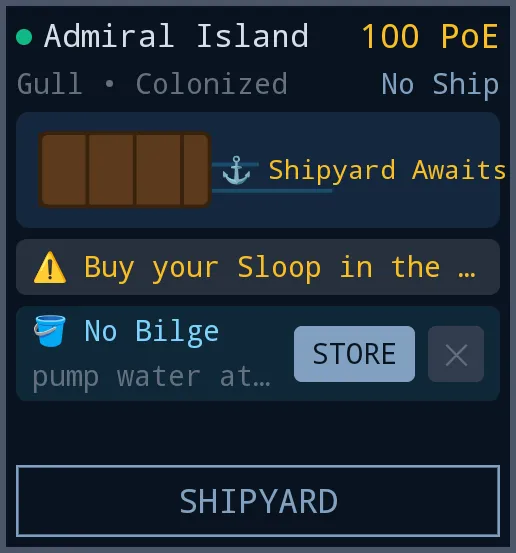 Admiral Island 100 PoE
Gull • Colonized No Ship
⚓ Shipyard Awaits
⚠️ Buy your Sloop in the …
🪣 No Bilge
pump water at…
STORE
SHIPYARD